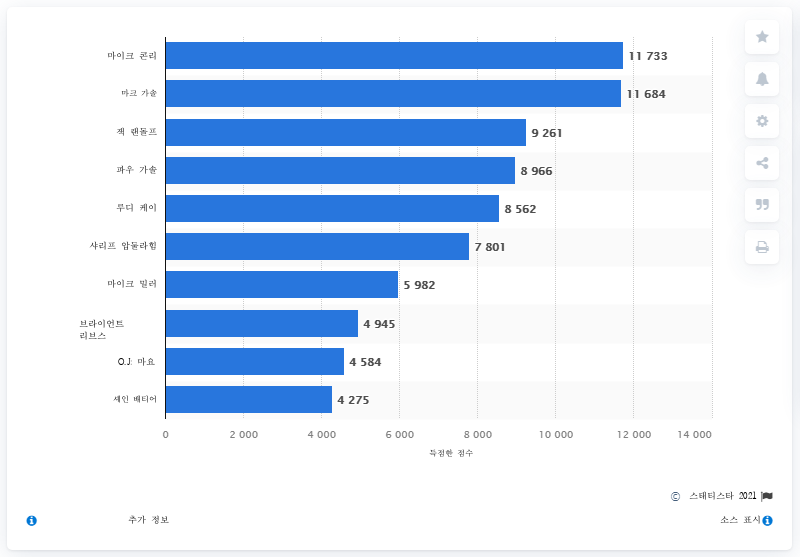 마이크 콘리 11 733
마크 가솔 11 684
잭 랜돌프 9 261
파우 가솔 8 966
루디 게이 8 562
샤리프 압둘라힘 7 801
마이크 밀러 5 982
브라이언트
리브스 4 945
O.J. 마요 4 584
셰인 배티어 4 275
0 2 000 4 000 6 000 8 000 10 000 12 000 14 000
득점한 점수
© 스태티스타 2021
추가 정보 소스 표시